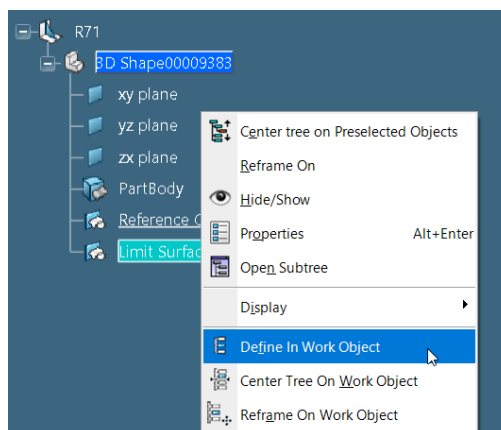 R71
3D Shape00009383
xy plane
yz plane
zx plane
PartBody
Reference
Limit
Center tree on Preselected Objects
Reframe On
Hide/Show
Properties Alt+Enter
Open Subtree
Display
Define In Work Object
Center Tree On Work Object
Reframe On Work Object